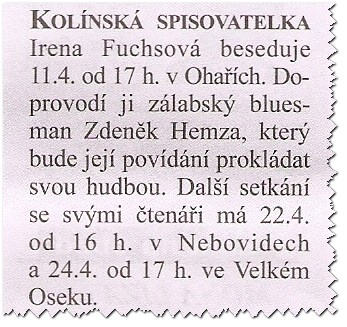 KOLÍNSKÁ SPISOVATELKA
Irena Fuchsová beseduje
11.4. od 17 h. v Ohařích. Do-
provodí ji zálabský blues-
man Zdeněk Hemza, který
bude její povídání prokládat
svou hudbou. Další setkání
se svými čtenáři má 22.4.
od 16 h. v Nebovidech
a 24.4. od 17 h. ve Velkém
Oseku.